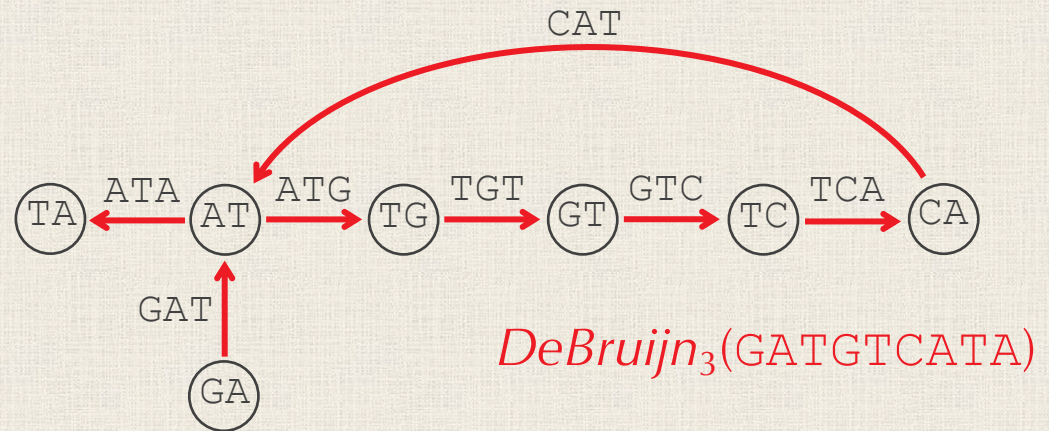 CAT
ATA ATG TGT GTC TCA
TA AT TG GT TC CA
GAT
DeBruijn₃(GATGTCATA)
GA